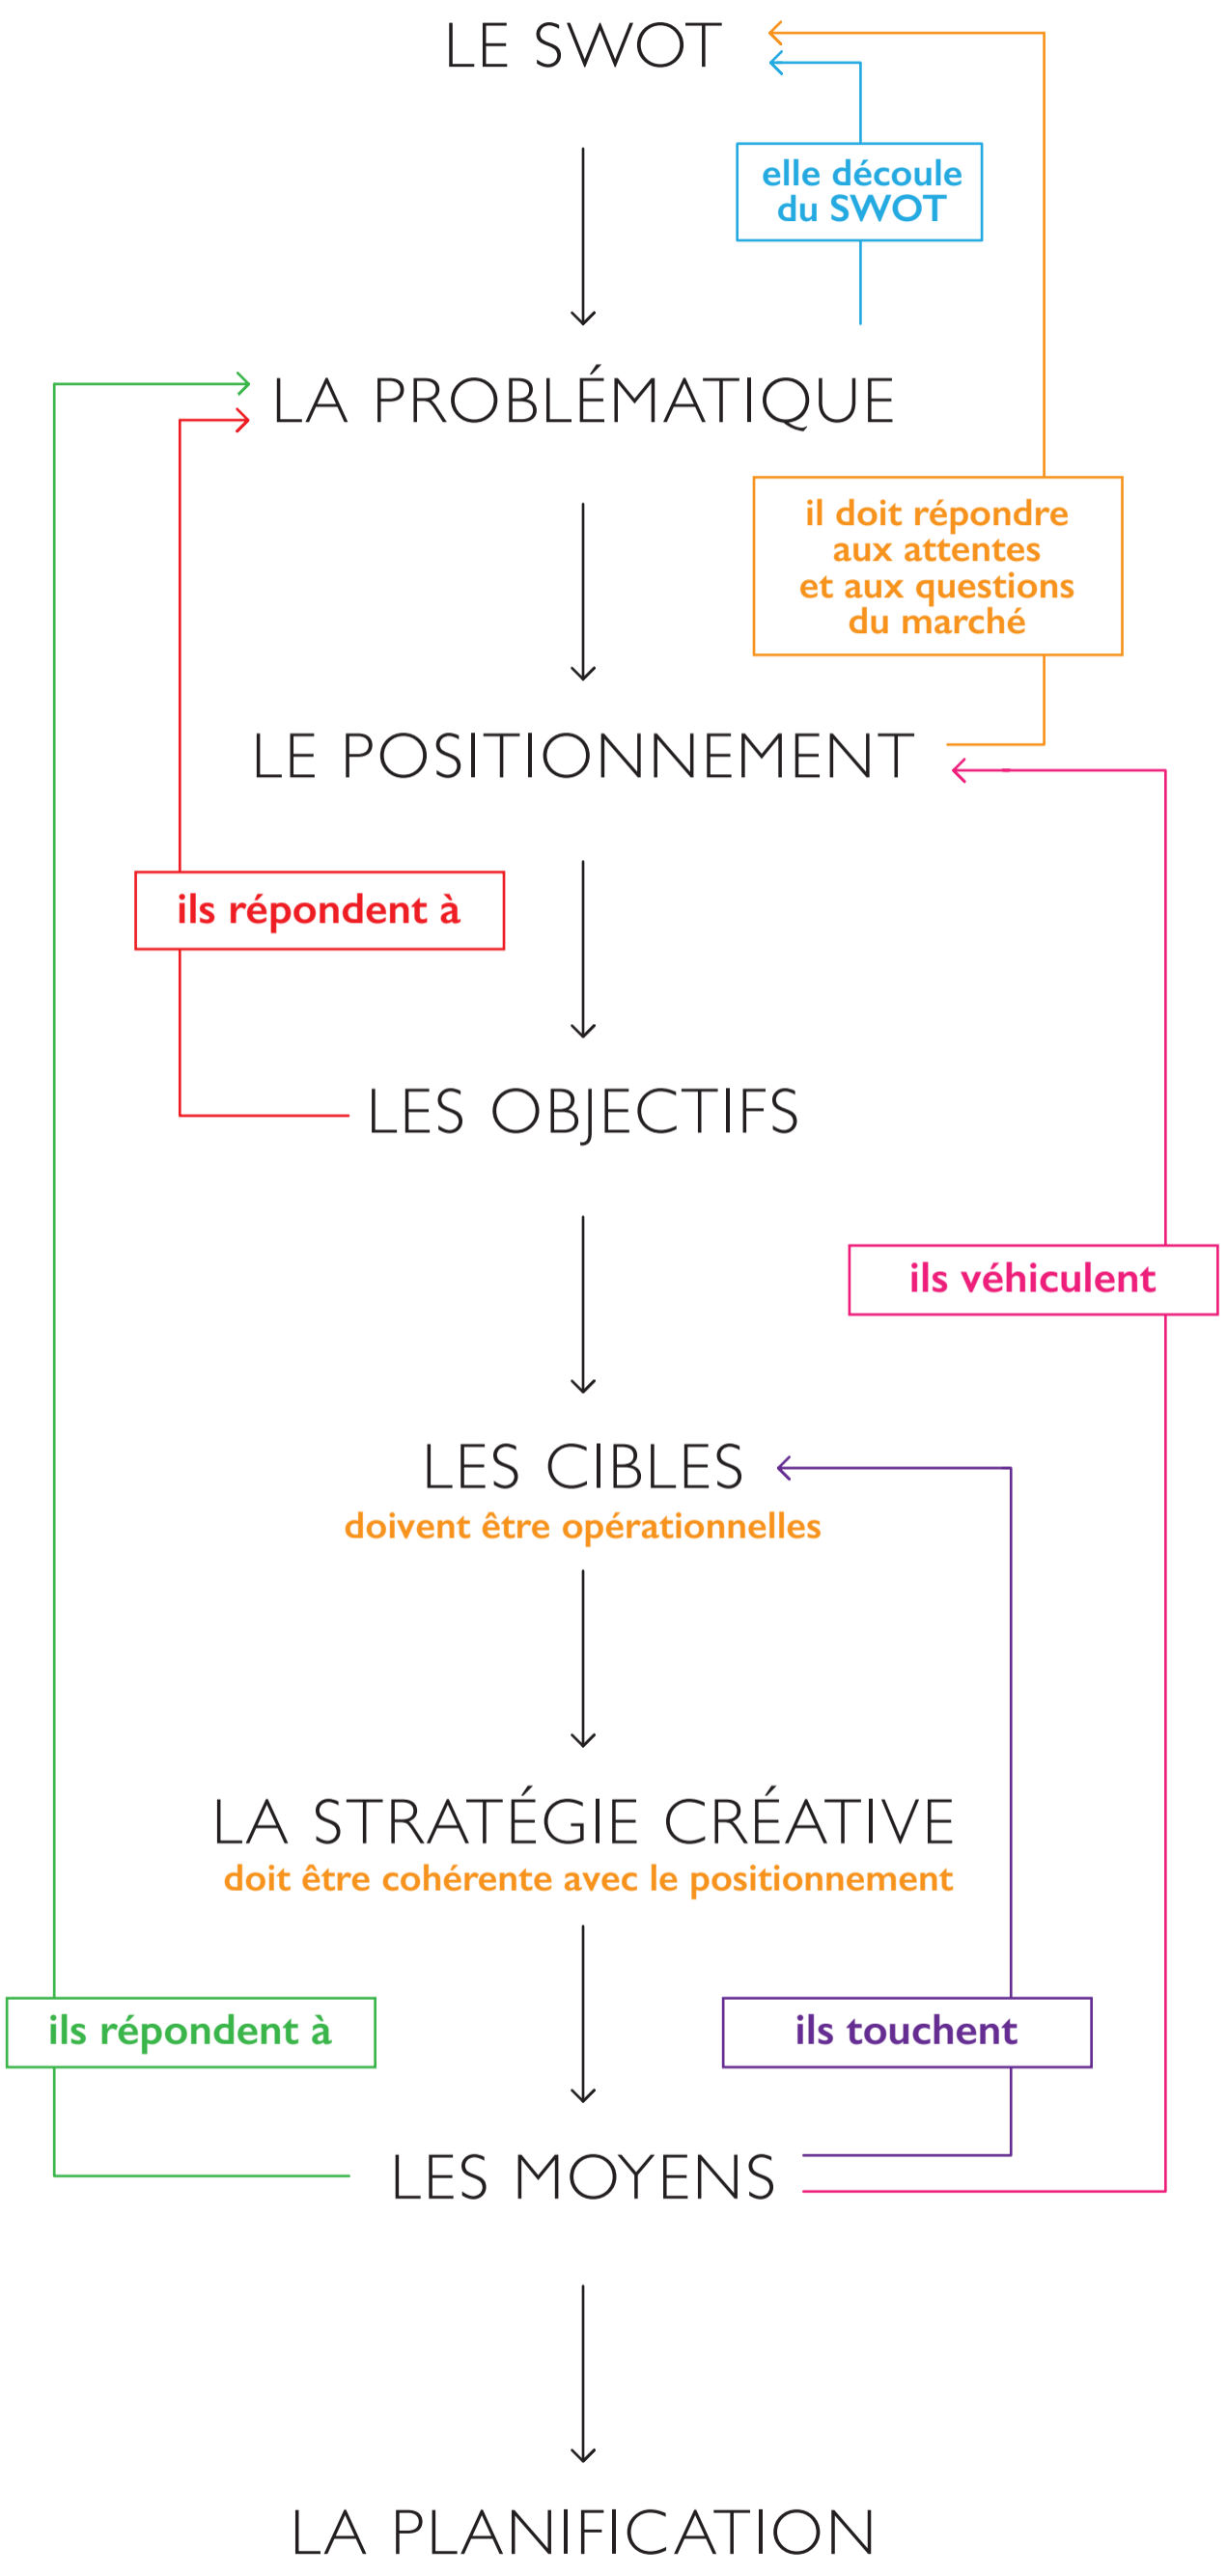 LE SWOT
elle découle
du SWOT
LA PROBLÉMATIQUE
il doit répondre
aux attentes
et aux questions
du marché
LE POSITIONNEMENT
ils répondent à
LES OBJECTIFS
ils véhiculent
LES CIBLES
doivent être opérationnelles
LA STRATÉGIE CRÉATIVE
doit être cohérente avec le positionnement
ils répondent à
ils touchent
LES MOYENS
LA PLANIFICATION